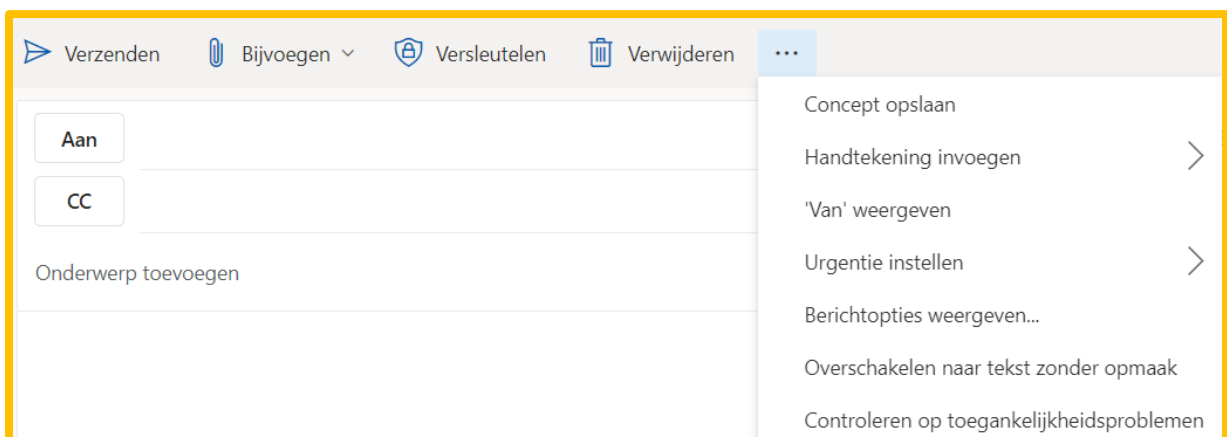 Verzenden Bijvoegen Versleutelen Verwijderen ...
Concept opslaan
Aan
Handtekening invoegen
CC
'Van' weergeven
Onderwerp toevoegen
Urgentie instellen
Berichtopties weergeven...
Overschakelen naar tekst zonder opmaak
Controleren op toegankelijkheidsproblemen